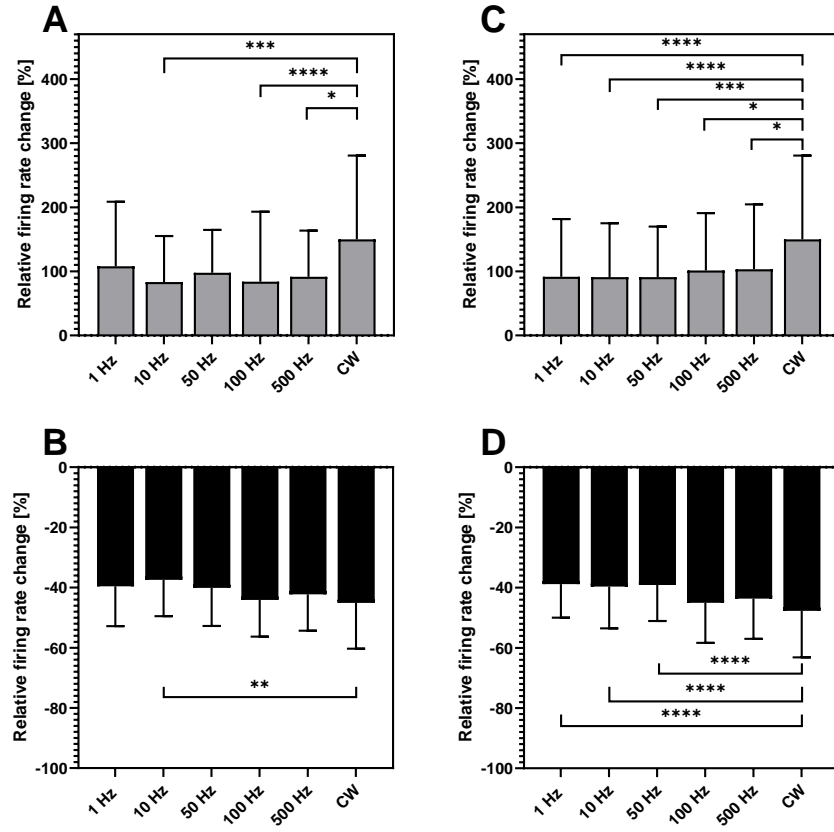 A
Relative firing rate change [%]
400
300
200
100
0
***
****
*
1 Hz
10 Hz
50 Hz
100 Hz
500 Hz
CW
C
Relative firing rate change [%]
400
300
200
100
0
****
****
***
*
*
1 Hz
10 Hz
50 Hz
100 Hz
500 Hz
CW
B
Relative firing rate change [%]
0
-20
-40
-60
-80
-100
**
1 Hz
10 Hz
50 Hz
100 Hz
500 Hz
CW
D
Relative firing rate change [%]
0
-20
-40
-60
-80
-100
****
****
****
1 Hz
10 Hz
50 Hz
100 Hz
500 Hz
CW